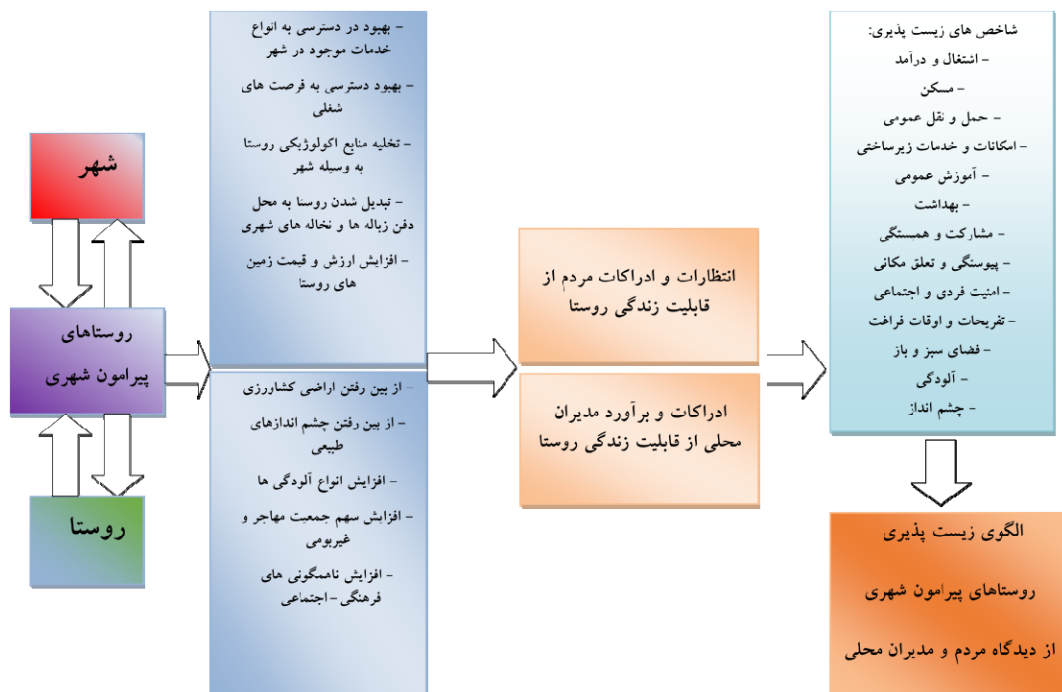 شهر
روستاهای
پیرامون شهری
روستا
- بهبود در دسترسی به انواع
خدمات موجود در شهر
- بهبود دسترسی به فرصت های
شغلی
- تخلیه منابع اکولوژیکی روستا
به وسیله شهر
- تبدیل شدن روستا به محل
دفن زباله ها و نخاله های شهری
- افزایش ارزش و قیمت زمین
های روستا
- از بین رفتن اراضی کشاورزی
- از بین رفتن چشم اندازهای
طبیعی
- افزایش انواع آلودگی ها
- افزایش سهم جمعیت مهاجر و
غیربومی
- افزایش ناهمگونی های
فرهنگی - اجتماعی
انتظارات و ادراکات مردم از
قابلیت زندگی روستا
ادراکات و برآورد مدیران
محلی از قابلیت زندگی روستا
شاخص های زیست پذیری:
- اشتغال و درآمد
- مسکن
- حمل و نقل عمومی
- امکانات و خدمات زیرساختی
- آموزش عمومی
- بهداشت
- مشارکت و همبستگی
- پیوستگی و تعلق مکانی
- امنیت فردی و اجتماعی
- تفریحات و اوقات فراغت
- فضای سبز و باز
- آلودگی
- چشم انداز
الگوی زیست پذیری
روستاهای پیرامون شهری
از دیدگاه مردم و مدیران محلی